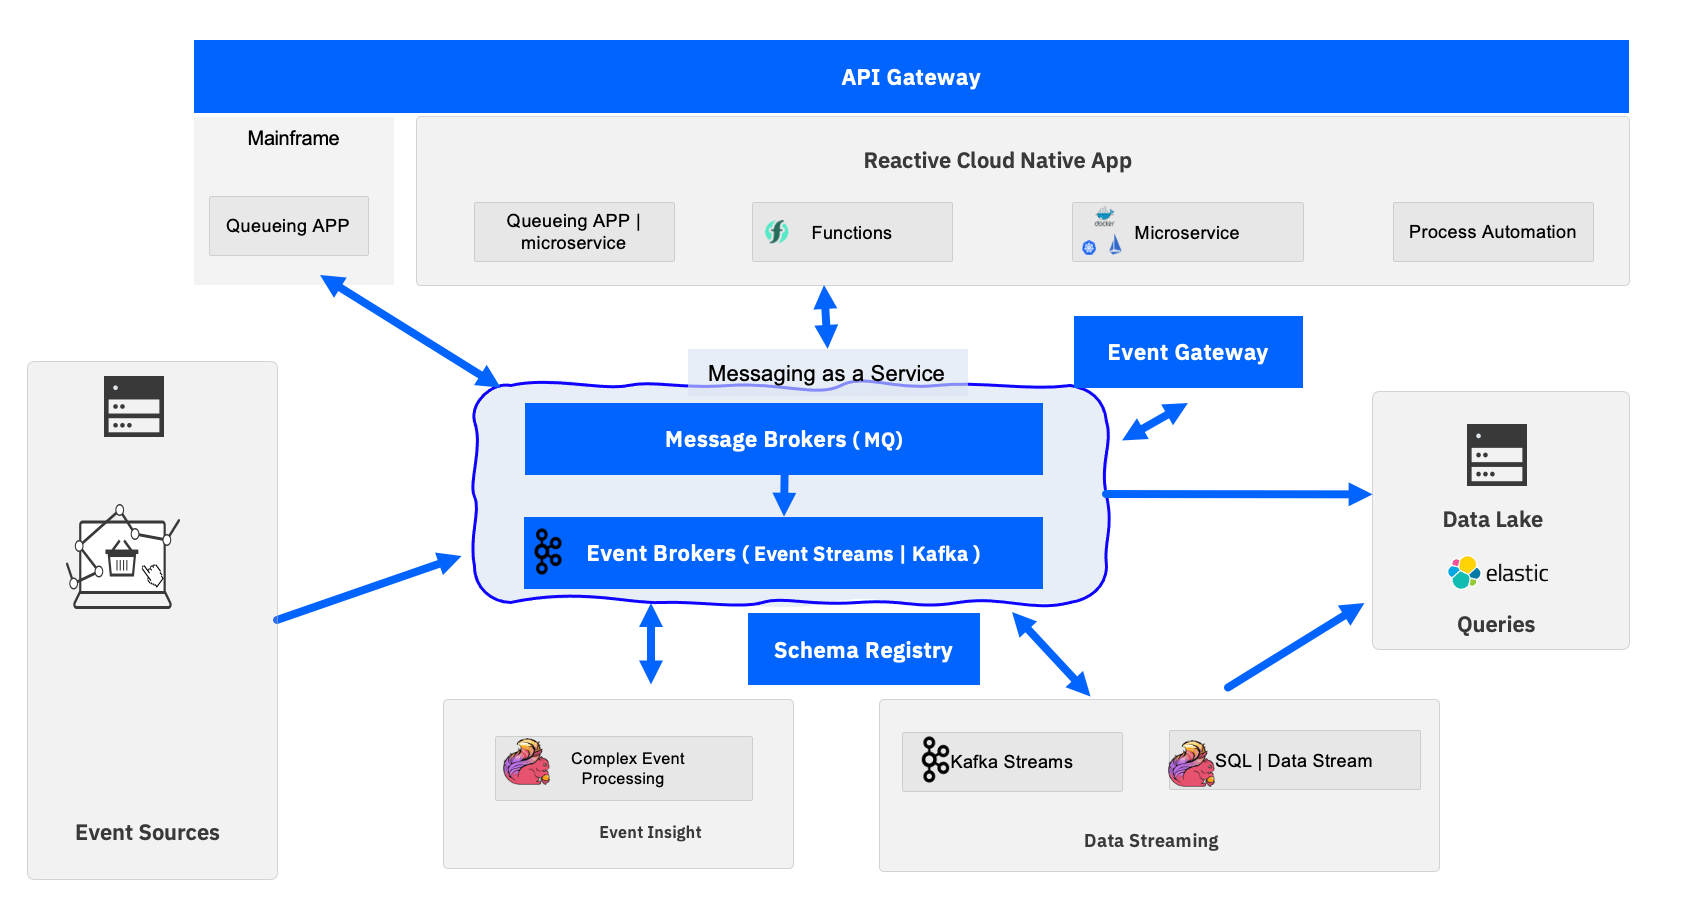 API Gateway
Mainframe
Queueing APP
Reactive Cloud Native App
Queueing APP |
microservice
Functions
docker
Microservice
Process Automation
Event Gateway
Messaging as a Service
Message Brokers ( MQ)
Event Brokers ( Event Streams | Kafka )
Schema Registry
Event Sources
Data Lake
elastic
Queries
Complex Event
Processing
Event Insight
Kafka Streams
SQL | Data Stream
Data Streaming